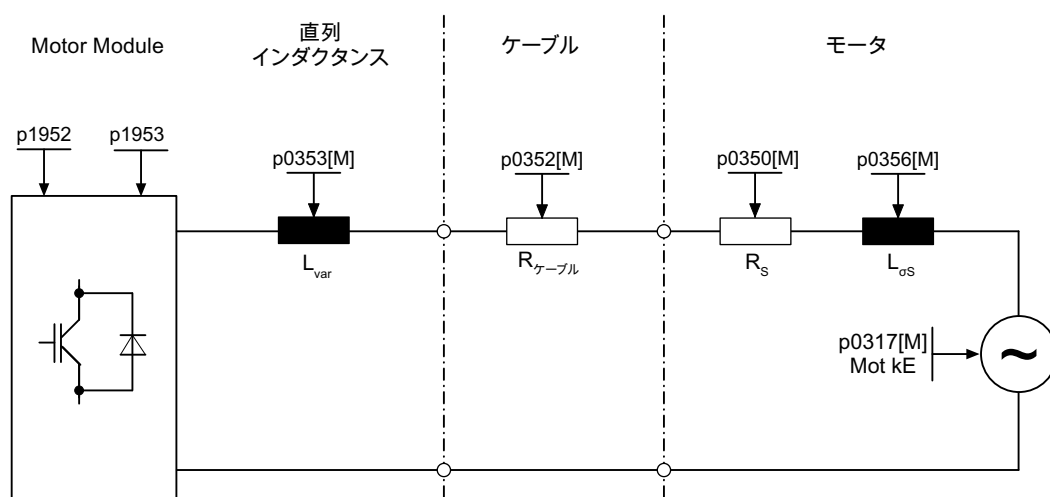 Motor Module
直列
インダクタンス
ケーブル
モータ
p1952
p1953
p0353[M]
p0352[M]
p0350[M]
p0356[M]
Lvar
Rケーブル
RS
LσS
p0317[M]
Mot kE
~